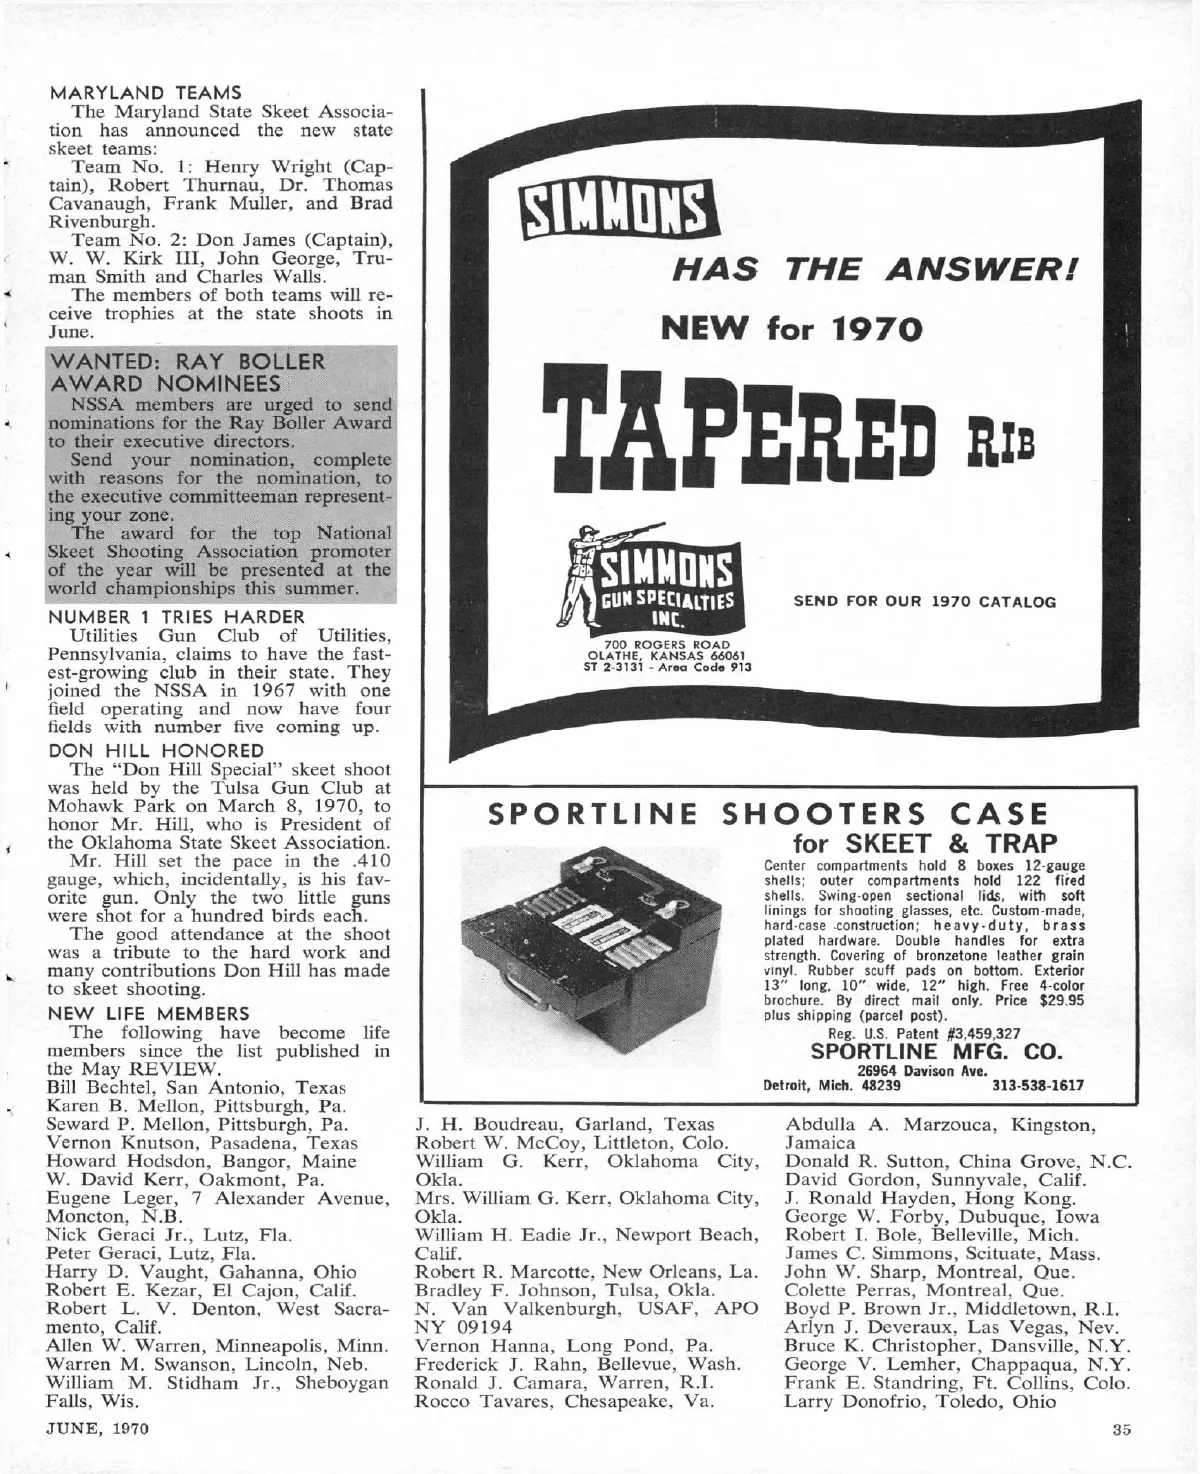 MARYLAND TEAMS
The Maryland State Skeet Associa-
tion has announced the new state
skeet teams:
Team No. 1: Henry Wright (Cap-
tain), Robert Thurnau, Dr. Thomas
Cavanaugh, Frank Muller, and Brad
Rivenburgh.
Team No. 2: Don James (Captain),
W. W. Kirk III, John George, Tru-
man Smith and Charles Walls.
The members of both teams will re-
ceive trophies at the state shoots in
June.
WANTED: RAY BOLLER
AWARD NOMINEES
NSSA members are urged to send
nominations for the Ray Boller Award
to their executive directors.
Send your nomination, complete
with reasons for the nomination, to
the executive committeeman represent-
ing your zone.
The award for the top National
Skeet Shooting Association promoter
of the year will be presented at the
world championships this summer.
NUMBER 1 TRIES HARDER
Utilities Gun Club of Utilities,
Pennsylvania, claims to have the fast-
est-growing club in their state. They
joined the NSSA in 1967 with one
field operating and now have four
fields with number five coming up.
DON HILL HONORED
The "Don Hill Special" skeet shoot
was held by the Tulsa Gun Club at
Mohawk Park on March 8, 1970, to
honor Mr. Hill, who is President of
the Oklahoma State Skeet Association.
Mr. Hill set the pace in the .410
gauge, which, incidentally, is his fav-
orite gun. Only the two little guns
were shot for a hundred birds each.
The good attendance at the shoot
was a tribute to the hard work and
many contributions Don Hill has made
to skeet shooting.
NEW LIFE MEMBERS
The following have become life
members since the list published in
the May REVIEW.
Bill Bechtel, San Antonio, Texas
Karen B. Mellon, Pittsburgh, Pa.
Seward P. Mellon, Pittsburgh, Pa.
Vernon Knutson, Pasadena, Texas
Howard Hodsdon, Bangor, Maine
W. David Kerr, Oakmont, Pa.
Eugene Leger, 7 Alexander Avenue,
Moncton, N.B.
Nick Geraci Jr., Lutz, Fla.
Peter Geraci, Lutz, Fla.
Harry D. Vaught, Gahanna, Ohio
Robert E. Kezar, El Cajon, Calif.
Robert L. V. Denton, West Sacra-
mento, Calif.
Allen W. Warren, Minneapolis, Minn.
Warren M. Swanson, Lincoln, Neb.
William M. Stidham Jr., Sheboygan
Falls, Wis.
SIMMONS
HAS THE ANSWER!
NEW for 1970
TAPERED RIB
SIMMONS
GUN SPECIALTIES
INC.
700 ROGERS ROAD
OLATHE, KANSAS 66061
ST 2-3131 - Area Code 913
SEND FOR OUR 1970 CATALOG
SPORTLINE SHOOTERS CASE
for SKEET & TRAP
Center compartments hold 8 boxes 12-gauge
shells; outer compartments hold 122 fired
shells. Swing-open sectional lids, with soft
linings for shooting glasses, etc. Custom-made,
hard-case construction; heavy-duty, brass
plated hardware. Double handles for extra
strength. Covering of bronzetone leather grain
vinyl. Rubber scuff pads on bottom. Exterior
13" long, 10" wide, 12" high. Free 4-color
brochure. By direct mail only. Price $29.95
plus shipping (parcel post).
Reg. U.S. Patent #3,459,327
SPORTLINE MFG. CO.
26964 Davison Ave.
Detroit, Mich. 48239 313-538-1617
J. H. Boudreau, Garland, Texas
Robert W. McCoy, Littleton, Colo.
William G. Kerr, Oklahoma City,
Okla.
Mrs. William G. Kerr, Oklahoma City,
Okla.
William H. Eadie Jr., Newport Beach,
Calif.
Robert R. Marcotte, New Orleans, La.
Bradley F. Johnson, Tulsa, Okla.
N. Van Valkenburgh, USAF, APO
NY 09194
Vernon Hanna, Long Pond, Pa.
Frederick J. Rahn, Bellevue, Wash.
Ronald J. Camara, Warren, R.I.
Rocco Tavares, Chesapeake, Va.
Abdulla A. Marzouca, Kingston,
Jamaica
Donald R. Sutton, China Grove, N.C.
David Gordon, Sunnyvale, Calif.
J. Ronald Hayden, Hong Kong.
George W. Forby, Dubuque, Iowa
Robert I. Bole, Belleville, Mich.
James C. Simmons, Scituate, Mass.
John W. Sharp, Montreal, Que.
Colette Perras, Montreal, Que.
Boyd P. Brown Jr., Middletown, R.I.
Arlyn J. Deveraux, Las Vegas, Nev.
Bruce K. Christopher, Dansville, N.Y.
George V. Lemher, Chappaqua, N.Y.
Frank E. Standring, Ft. Collins, Colo.
Larry Donofrio, Toledo, Ohio
JUNE, 1970
35